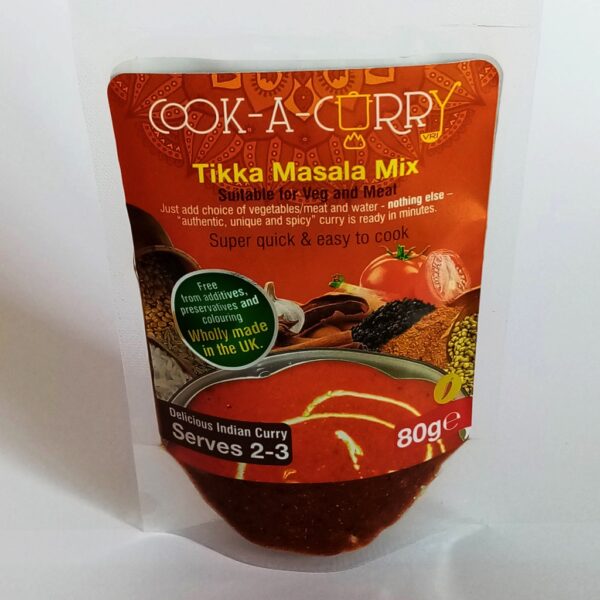 COOK-A-CURRY
VRI
Tikka Masala Mix
Suitable for Veg and Meat
Just add choice of vegetables/meat and water - nothing else –
"authentic, unique and spicy" curry is ready in minutes.
Super quick & easy to cook
Free
from additives,
preservatives and
colouring
Wholly made
in the UK.
Delicious Indian Curry
Serves 2-3
80g℮